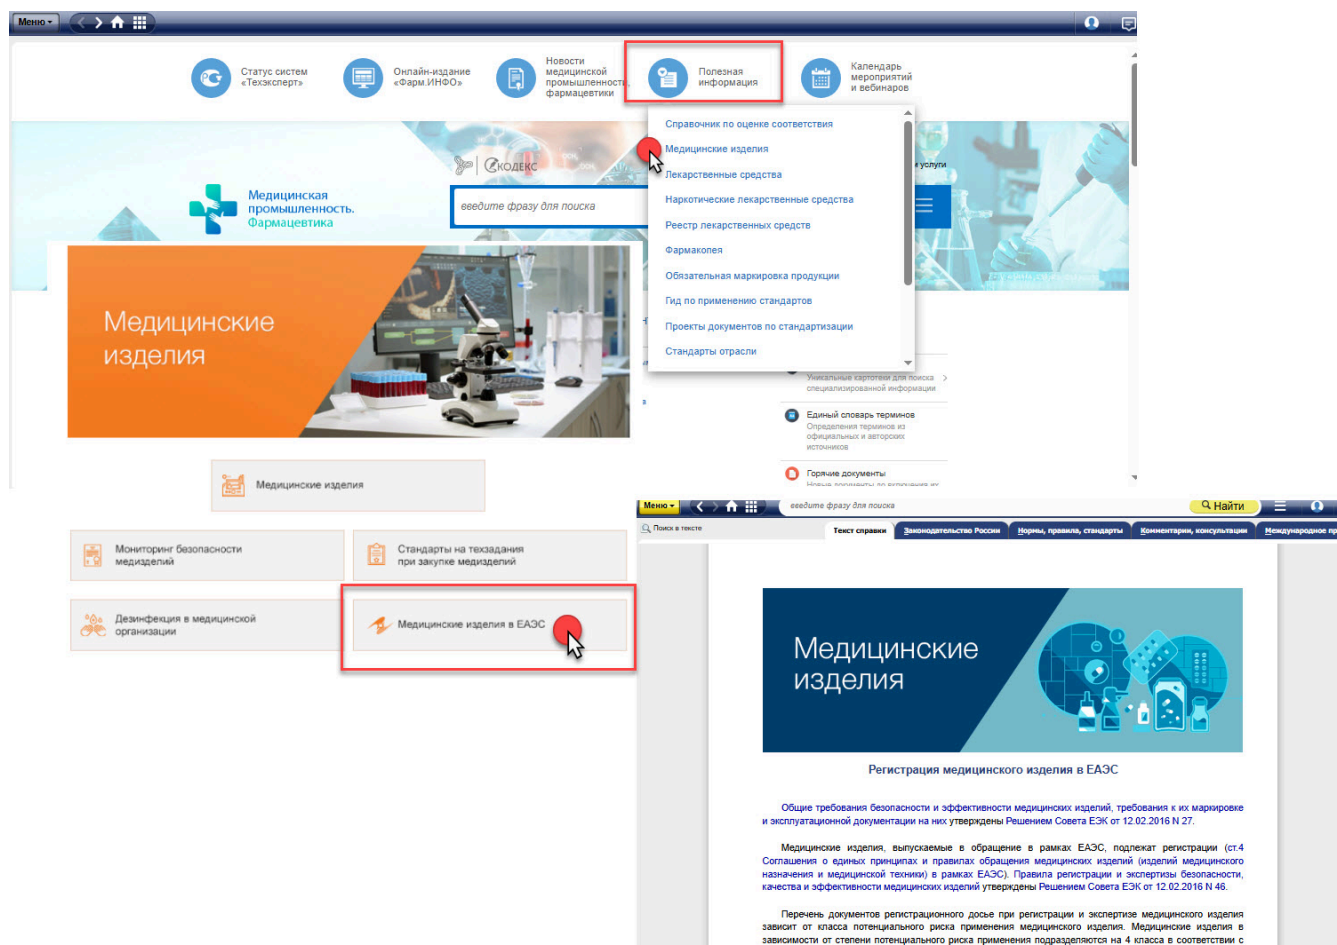 Меню
Статус систем
«Техэксперт»
Онлайн-издание
«Фарм.ИНФО»
Новости
медицинской
промышленности,
фармацевтики
Полезная
информация
Календарь
мероприятий
и вебинаров
Справочник по оценке соответствия
Медицинские изделия
Лекарственные средства
Наркотические лекарственные средства
Реестр лекарственных средств
Фармакопея
Обязательная маркировка продукции
Гид по применению стандартов
Проекты документов по стандартизации
Стандарты отрасли
КОДЕКС
и услуги
Медицинская
промышленность.
Фармацевтика
введите фразу для поиска
Медицинские
изделия
Уникальные картотеки для поиска
специализированной информации
Единый словарь терминов
Определения терминов из
официальных и авторских
источников
Горячие документы
Новые документы до включения их
Медицинские изделия
Мониторинг безопасности
медизделий
Стандарты на техзадания
при закупке медизделий
Дезинфекция в медицинской
организации
Медицинские изделия в ЕАЭС
Меню
введите фразу для поиска
Найти
Поиск в тексте
Текст справки
Законодательство России
Нормы, правила, стандарты
Комментарии, консультации
Международное пр
Медицинские
изделия
Регистрация медицинского изделия в ЕАЭС
Общие требования безопасности и эффективности медицинских изделий, требования к их маркировке
и эксплуатационной документации на них утверждены Решением Совета ЕЭК от 12.02.2016 N 27.
Медицинские изделия, выпускаемые в обращение в рамках ЕАЭС, подлежат регистрации (ст.4
Соглашения о единых принципах и правилах обращения медицинских изделий (изделий медицинского
назначения и медицинской техники) в рамках ЕАЭС). Правила регистрации и экспертизы безопасности,
качества и эффективности медицинских изделий утверждены Решением Совета ЕЭК от 12.02.2016 N 46.
Перечень документов регистрационного досье при регистрации и экспертизе медицинского изделия
зависит от класса потенциального риска применения медицинского изделия. Медицинские изделия в
зависимости от степени потенциального риска применения подразделяются на 4 класса в соответствии с